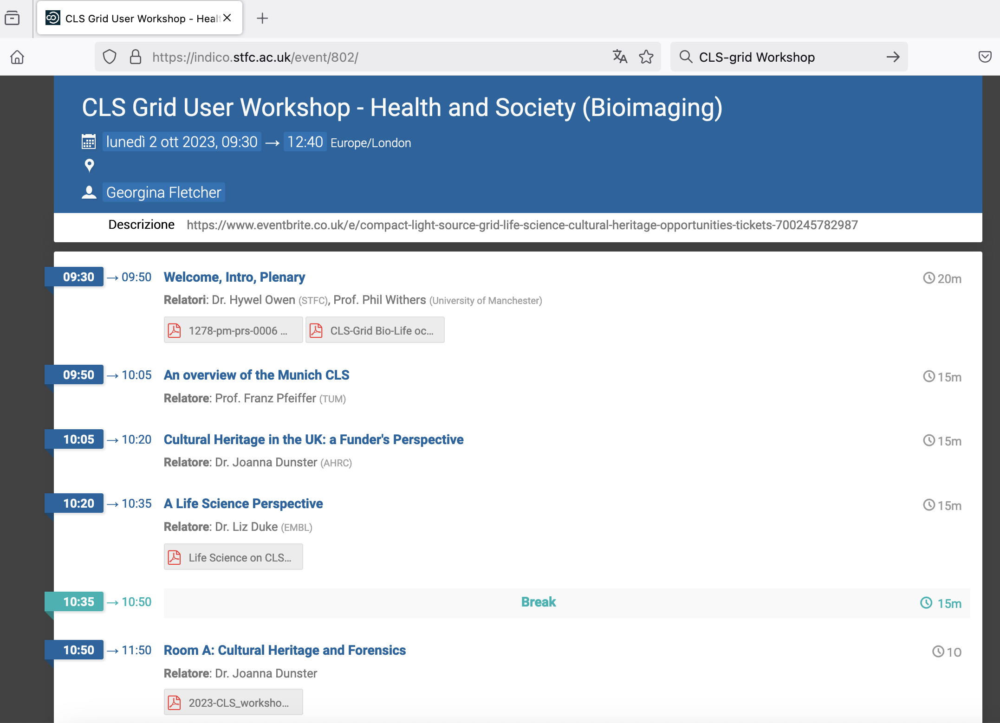 CLS Grid User Workshop - Healt
https://indico.stfc.ac.uk/event/802/
CLS-grid Workshop
CLS Grid User Workshop - Health and Society (Bioimaging)
lunedì 2 ott 2023, 09:30 → 12:40 Europe/London
Georgina Fletcher
Descrizione https://www.eventbrite.co.uk/e/compact-light-source-grid-life-science-cultural-heritage-opportunities-tickets-700245782987
09:30 → 09:50 Welcome, Intro, Plenary 20m
Relatori: Dr. Hywel Owen (STFC), Prof. Phil Withers (University of Manchester)
1278-pm-prs-0006 ... CLS-Grid Bio-Life oc...
09:50 → 10:05 An overview of the Munich CLS 15m
Relatore: Prof. Franz Pfeiffer (TUM)
10:05 → 10:20 Cultural Heritage in the UK: a Funder's Perspective 15m
Relatore: Dr. Joanna Dunster (AHRC)
10:20 → 10:35 A Life Science Perspective 15m
Relatore: Dr. Liz Duke (EMBL)
Life Science on CLS...
10:35 → 10:50 Break 15m
10:50 → 11:50 Room A: Cultural Heritage and Forensics 1O
Relatore: Dr. Joanna Dunster
2023-CLS_worksho...